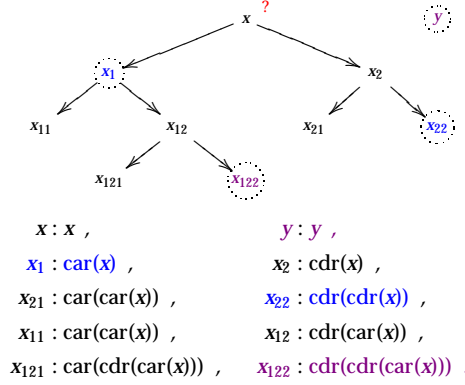 x ? y
x1 x2
x11 x12 x21 x22
x121 x122
x : x , y : y ,
x1 : car(x) , x2 : cdr(x) ,
x21 : car(car(x)) , x22 : cdr(cdr(x)) ,
x11 : car(car(x)) , x12 : cdr(car(x)) ,
x121 : car(cdr(car(x))) , x122 : cdr(cdr(car(x))) ,